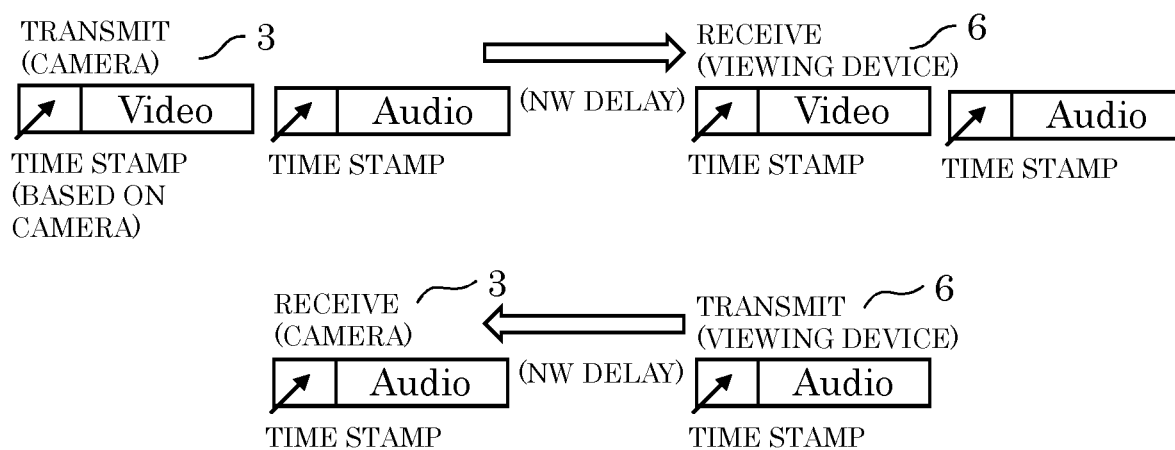 TRANSMIT
(CAMERA)
3
Video
TIME STAMP
(BASED ON
CAMERA)
Audio
TIME STAMP
(NW DELAY)
RECEIVE
(VIEWING DEVICE)
6
Video
TIME STAMP
Audio
TIME STAMP
RECEIVE
(CAMERA)
3
Audio
TIME STAMP
(NW DELAY)
TRANSMIT
(VIEWING DEVICE)
6
Audio
TIME STAMP